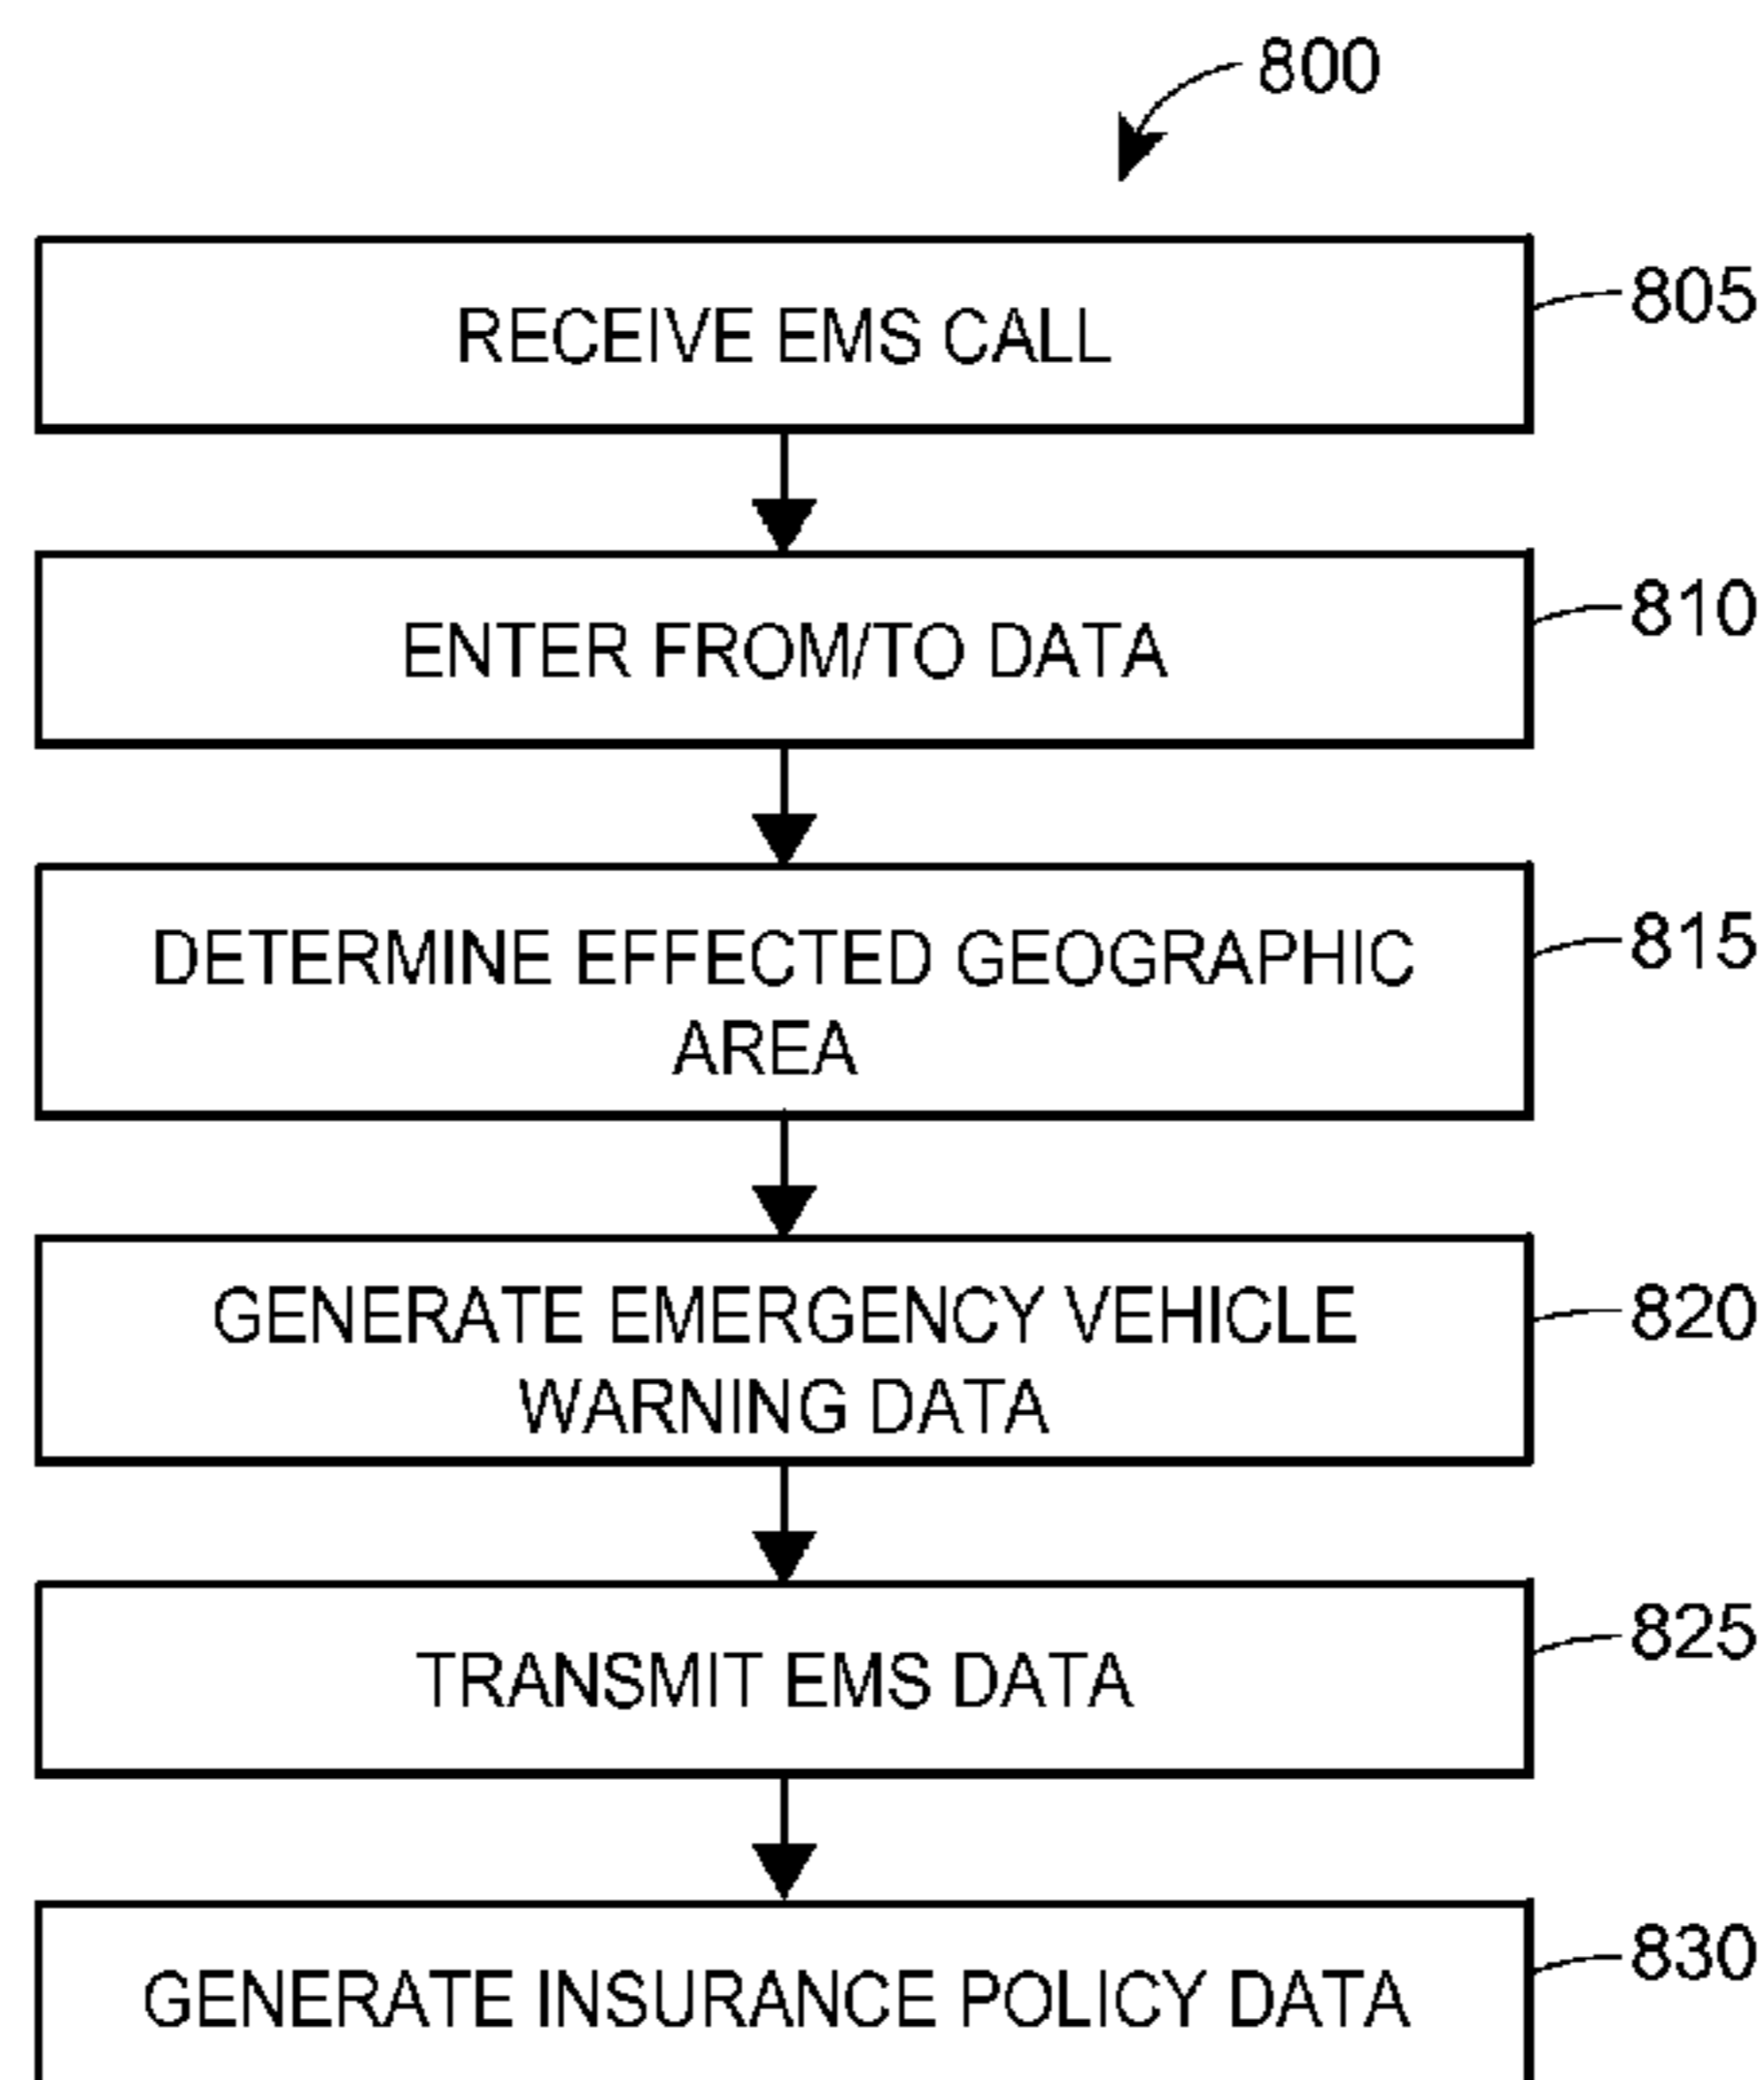 800
RECEIVE EMS CALL
805
ENTER FROM/TO DATA
810
DETERMINE EFFECTED GEOGRAPHIC
AREA
815
GENERATE EMERGENCY VEHICLE
WARNING DATA
820
TRANSMIT EMS DATA
825
GENERATE INSURANCE POLICY DATA
830